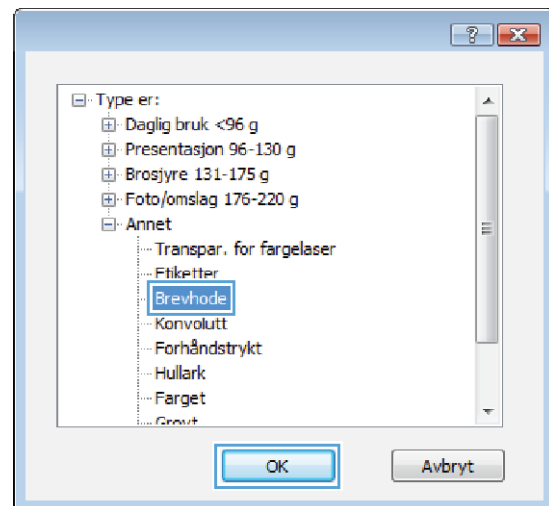 Type er:
Daglig bruk <96 g
Presentasjon 96-130 g
Brosjyre 131-175 g
Foto/omslag 176-220 g
Annet
Transpar. for fargelaser
Etiketter
Brevhode
Konvolutt
Forhåndstrykt
Hullark
Farget
Grovt
OK
Avbryt